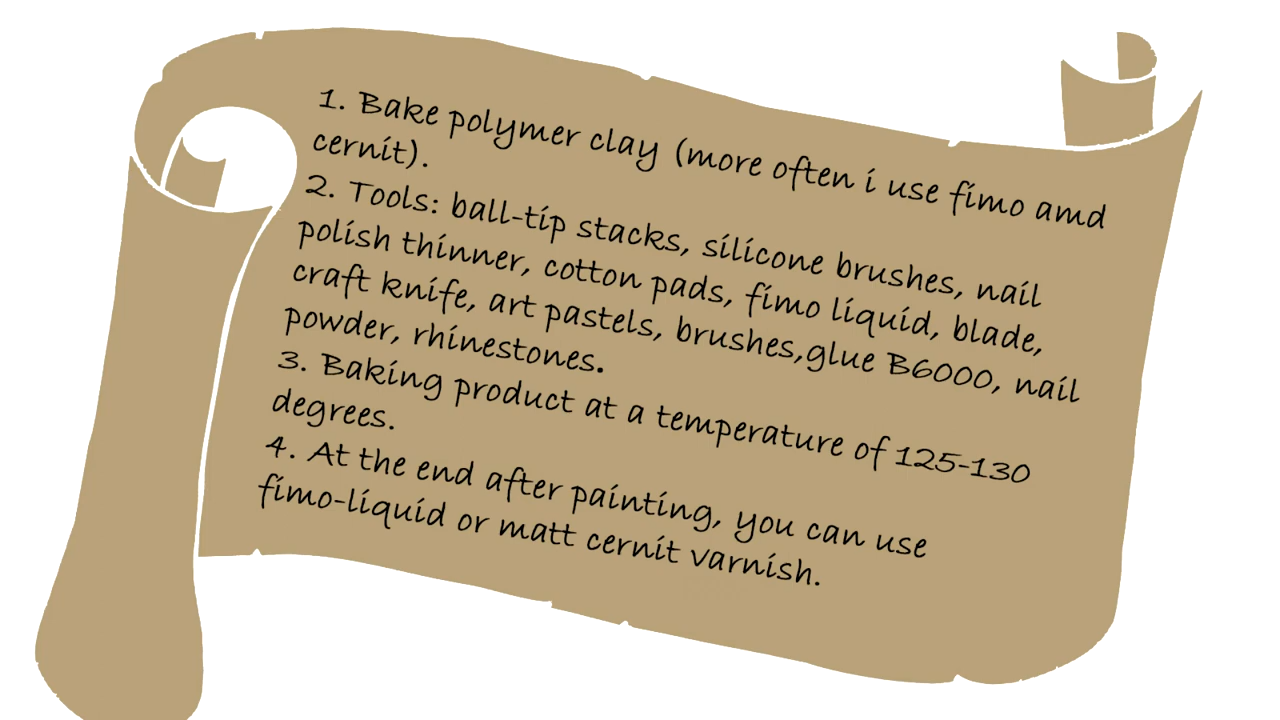 1. Bake polymer clay (more often i use fimo amd
cernit).
2. Tools: ball-tip stacks, silicone brushes, nail
polish thinner, cotton pads, fimo liquid, blade,
craft knife, art pastels, brushes,glue B6000, nail
powder, rhinestones.
3. Baking product at a temperature of 125-130
degrees.
4. At the end after painting, you can use
fimo-liquid or matt cernit varnish.